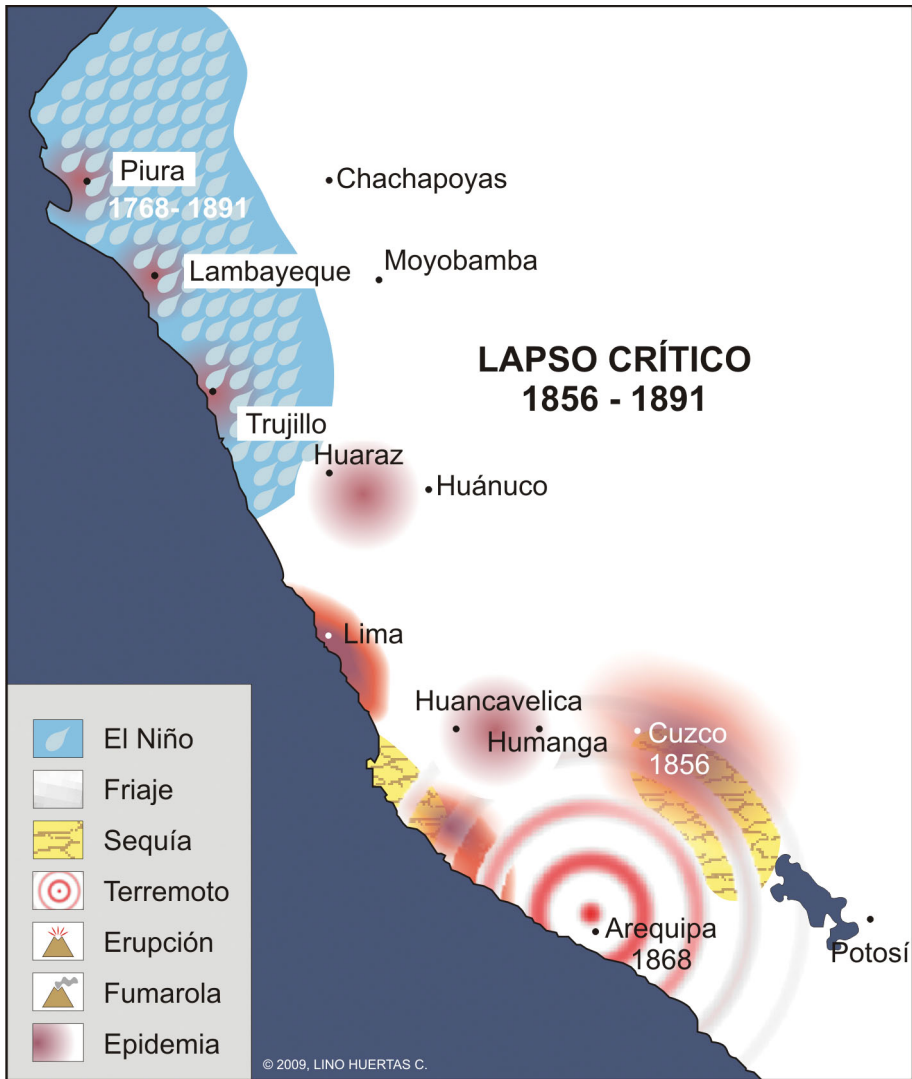 Piura
1768- 1891
Chachapoyas
Lambayeque
Moyobamba
LAPSO CRÍTICO
1856 - 1891
Trujillo
Huaraz
Huánuco
Lima
Huancavelica
Humanga
Cuzco
1856
Arequipa
1868
Potosí
El Niño
Friaje
Sequía
Terremoto
Erupción
Fumarola
Epidemia
© 2009, LINO HUERTAS C.